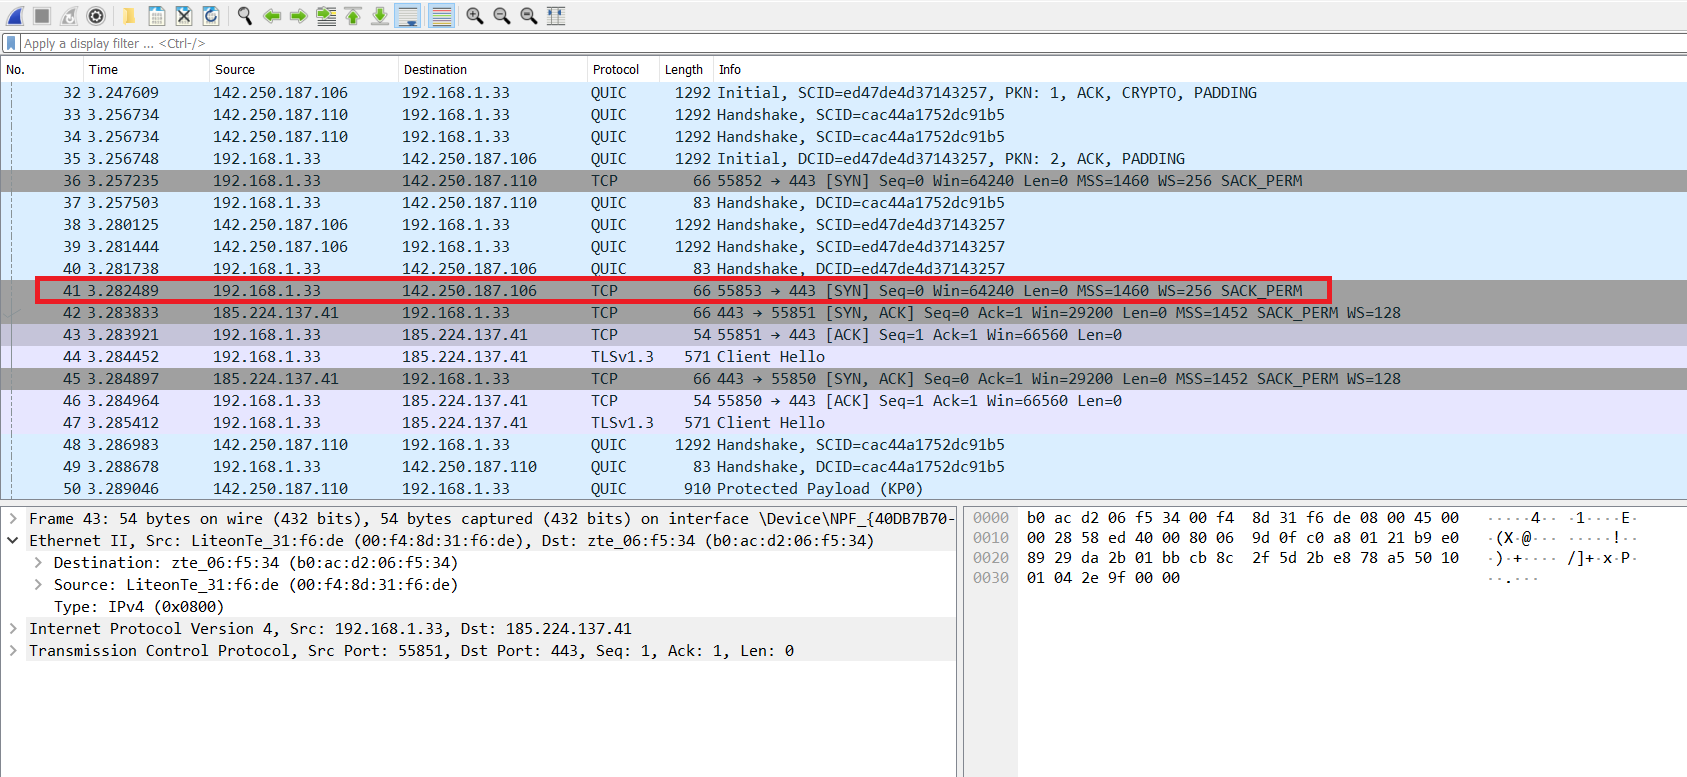 Apply a display filter ... <Ctrl-/>
No. Time Source Destination Protocol Length Info
32 3.247609 142.250.187.106 192.168.1.33 QUIC 1292 Initial, SCID=ed47de4d37143257, PKN: 1, ACK, CRYPTO, PADDING
33 3.256734 142.250.187.110 192.168.1.33 QUIC 1292 Handshake, SCID=cac44a1752dc91b5
34 3.256734 142.250.187.110 192.168.1.33 QUIC 1292 Handshake, SCID=cac44a1752dc91b5
35 3.256748 192.168.1.33 142.250.187.106 QUIC 1292 Initial, DCID=ed47de4d37143257, PKN: 2, ACK, PADDING
36 3.257235 192.168.1.33 142.250.187.110 TCP 66 55852 → 443 [SYN] Seq=0 Win=64240 Len=0 MSS=1460 WS=256 SACK_PERM
37 3.257503 192.168.1.33 142.250.187.110 QUIC 83 Handshake, DCID=cac44a1752dc91b5
38 3.280125 142.250.187.106 192.168.1.33 QUIC 1292 Handshake, SCID=ed47de4d37143257
39 3.281444 142.250.187.106 192.168.1.33 QUIC 1292 Handshake, SCID=ed47de4d37143257
40 3.281738 192.168.1.33 142.250.187.106 QUIC 83 Handshake, DCID=ed47de4d37143257
41 3.282489 192.168.1.33 142.250.187.106 TCP 66 55853 → 443 [SYN] Seq=0 Win=64240 Len=0 MSS=1460 WS=256 SACK_PERM
42 3.283833 185.224.137.41 192.168.1.33 TCP 66 443 → 55851 [SYN, ACK] Seq=0 Ack=1 Win=29200 Len=0 MSS=1452 SACK_PERM WS=128
43 3.283921 192.168.1.33 185.224.137.41 TCP 54 55851 → 443 [ACK] Seq=1 Ack=1 Win=66560 Len=0
44 3.284452 192.168.1.33 185.224.137.41 TLSv1.3 571 Client Hello
45 3.284897 185.224.137.41 192.168.1.33 TCP 66 443 → 55850 [SYN, ACK] Seq=0 Ack=1 Win=29200 Len=0 MSS=1452 SACK_PERM WS=128
46 3.284964 192.168.1.33 185.224.137.41 TCP 54 55850 → 443 [ACK] Seq=1 Ack=1 Win=66560 Len=0
47 3.285412 192.168.1.33 185.224.137.41 TLSv1.3 571 Client Hello
48 3.286983 142.250.187.110 192.168.1.33 QUIC 1292 Handshake, SCID=cac44a1752dc91b5
49 3.288678 192.168.1.33 142.250.187.110 QUIC 83 Handshake, DCID=cac44a1752dc91b5
50 3.289046 142.250.187.110 192.168.1.33 QUIC 910 Protected Payload (KP0)
Frame 43: 54 bytes on wire (432 bits), 54 bytes captured (432 bits) on interface \Device\NPF_{40DB7B70-
Ethernet II, Src: LiteonTe_31:f6:de (00:f4:8d:31:f6:de), Dst: zte_06:f5:34 (b0:ac:d2:06:f5:34)
Destination: zte_06:f5:34 (b0:ac:d2:06:f5:34)
Source: LiteonTe_31:f6:de (00:f4:8d:31:f6:de)
Type: IPv4 (0x0800)
Internet Protocol Version 4, Src: 192.168.1.33, Dst: 185.224.137.41
Transmission Control Protocol, Src Port: 55851, Dst Port: 443, Seq: 1, Ack: 1, Len: 0
0000 b0 ac d2 06 f5 34 00 f4 8d 31 f6 de 08 00 45 00 ·····4·· ·1····E·
0010 00 28 58 ed 40 00 80 06 9d 0f c0 a8 01 21 b9 e0 ·(X·@··· ·····!··
0020 89 29 da 2b 01 bb cb 8c 2f 5d 2b e8 78 a5 50 10 ·)·+···· /]+·x·P·
0030 01 04 2e 9f 00 00 ··.···